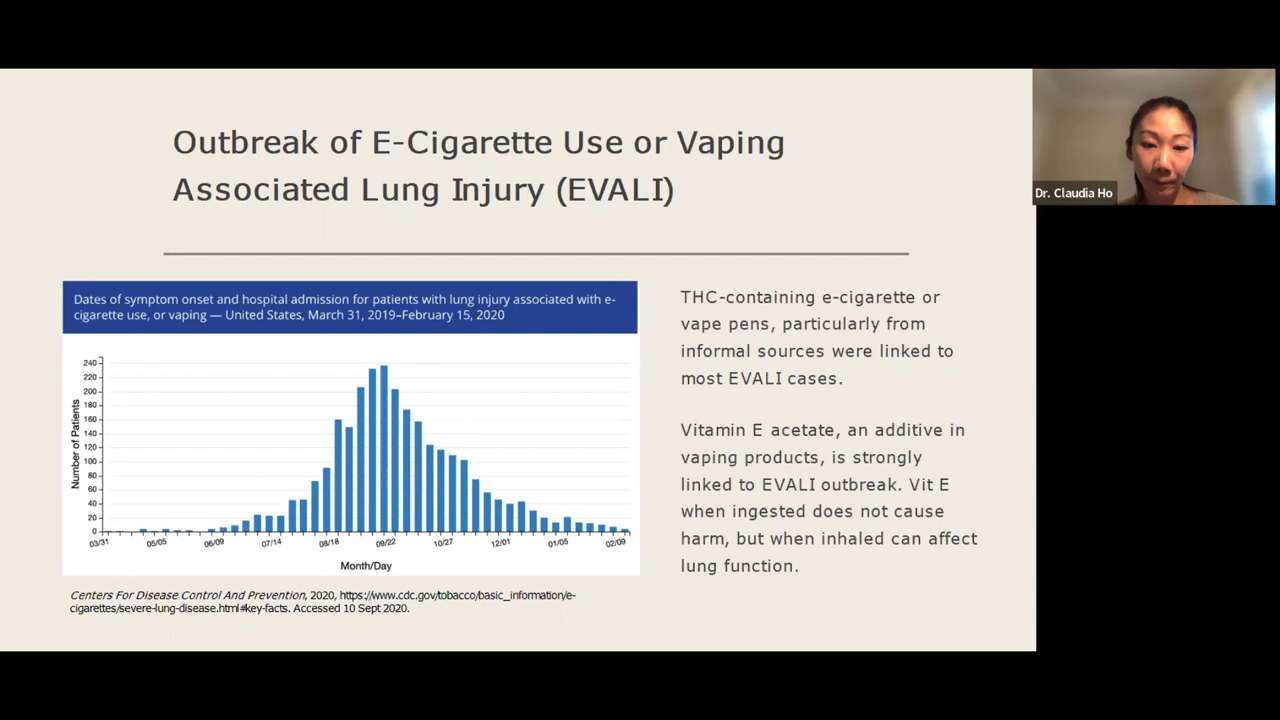 Outbreak of E-Cigarette Use or Vaping
Associated Lung Injury (EVALI)
Dr. Claudia Ho
Dates of symptom onset and hospital admission for patients with lung injury associated with e-
cigarette use, or vaping — United States, March 31, 2019–February 15, 2020
Number of Patients
240
220
200
180
160
140
120
100
80
60
40
20
0
03/31 05/05 06/09 07/14 08/18 09/22 10/27 12/01 01/05 02/09
Month/Day
Centers For Disease Control And Prevention, 2020, https://www.cdc.gov/tobacco/basic_information/e-
cigarettes/severe-lung-disease.html#key-facts. Accessed 10 Sept 2020.
THC-containing e-cigarette or
vape pens, particularly from
informal sources were linked to
most EVALI cases.
Vitamin E acetate, an additive in
vaping products, is strongly
linked to EVALI outbreak. Vit E
when ingested does not cause
harm, but when inhaled can affect
lung function.